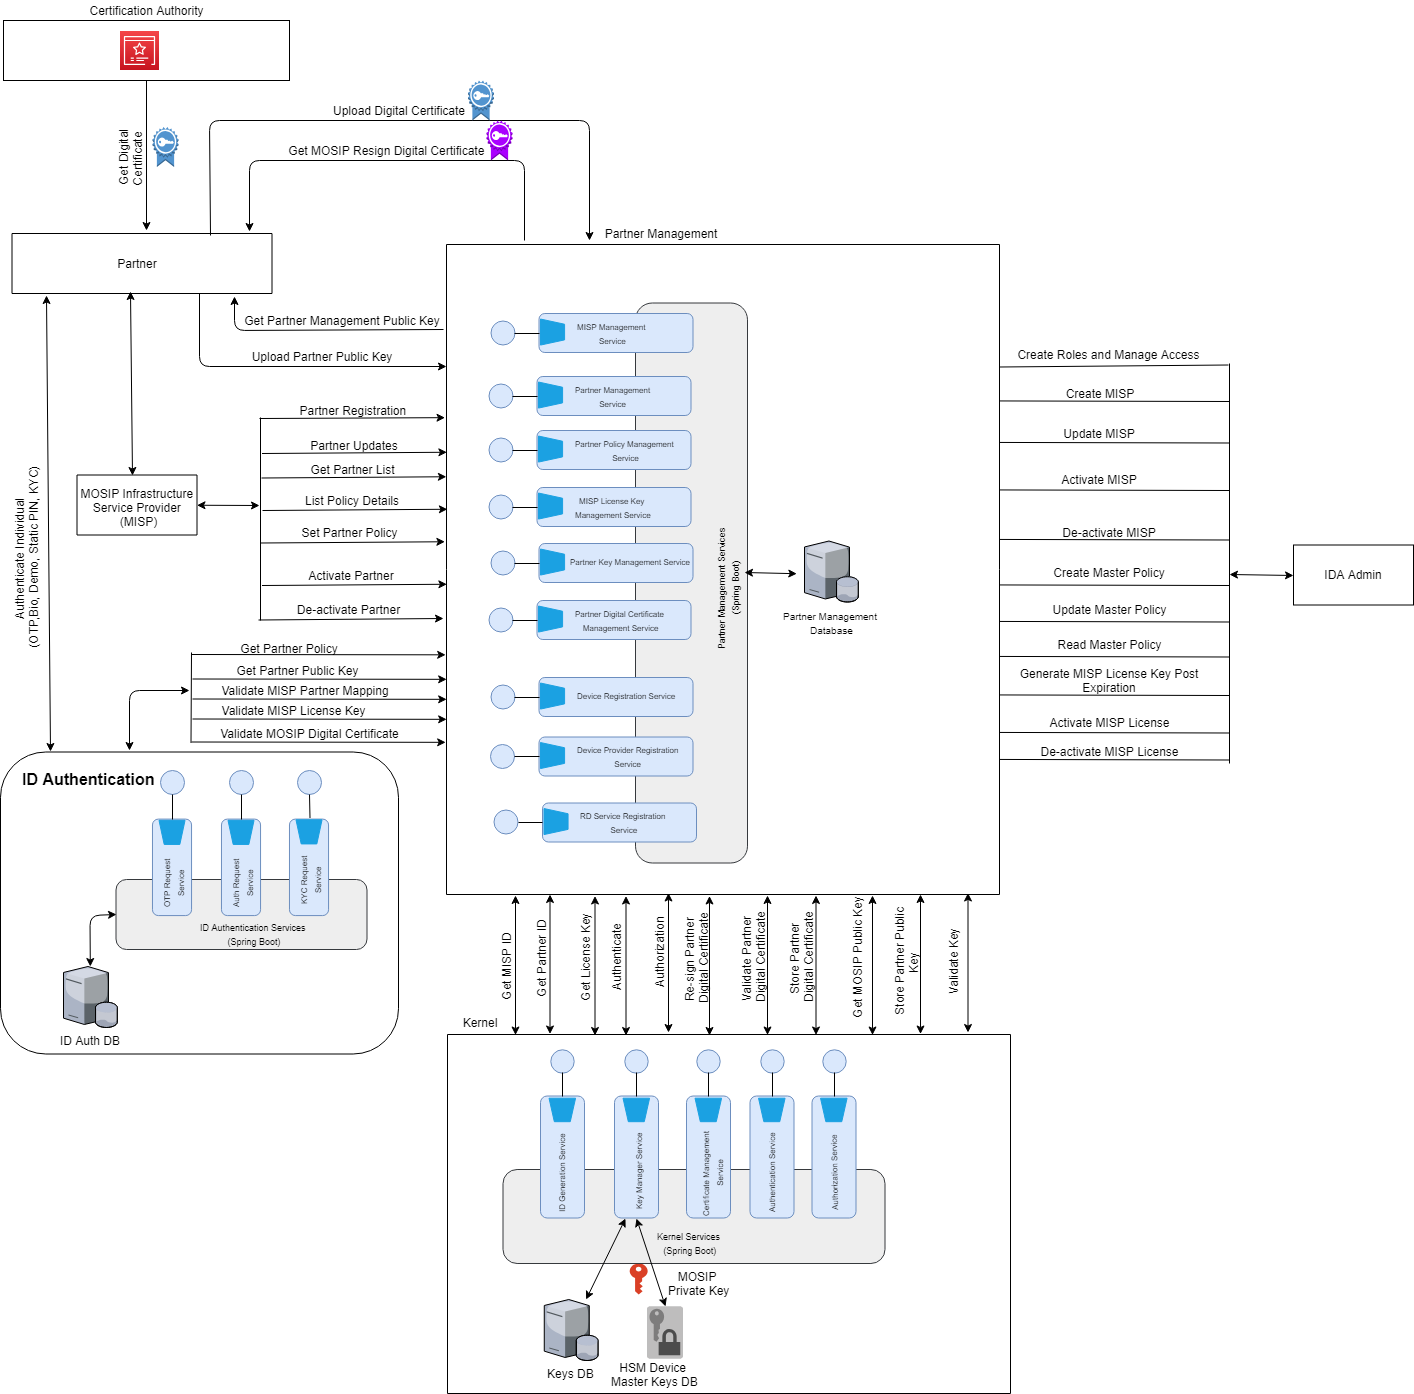 Certification Authority
Get Digital
Certificate
Upload Digital Certificate
Get MOSIP Resign Digital Certificate
Partner
Partner Management
Get Partner Management Public Key
Upload Partner Public Key
Partner Registration
Partner Updates
Get Partner List
List Policy Details
Set Partner Policy
Activate Partner
De-activate Partner
MOSIP Infrastructure
Service Provider
(MISP)
Authenticate Individual
(OTP,Bio, Demo, Static PIN, KYC)
Get Partner Policy
Get Partner Public Key
Validate MISP Partner Mapping
Validate MISP License Key
Validate MOSIP Digital Certificate
MISP Management
Service
Partner Management
Service
Partner Policy Management
Service
MISP License Key
Management Service
Partner Key Management Service
Partner Digital Certificate
Management Service
Device Registration Service
Device Provider Registration
Service
RD Service Registration
Service
Partner Management Services
(Spring Boot)
Partner Management
Database
Create Roles and Manage Access
Create MISP
Update MISP
Activate MISP
De-activate MISP
Create Master Policy
Update Master Policy
Read Master Policy
Generate MISP License Key Post
Expiration
Activate MISP License
De-activate MISP License
IDA Admin
ID Authentication
OTP Request
Service
Auth Request
Service
KYC Request
Service
ID Authentication Services
(Spring Boot)
ID Auth DB
Get MISP ID
Get Partner ID
Get License Key
Authenticate
Authorization
Re-sign Partner
Digital Certificate
Validate Partner
Digital Certificate
Store Partner
Digital Certificate
Get MOSIP Public Key
Store Partner Public
Key
Validate Key
Kernel
ID Generation Service
Key Manager Service
Certificate Management
Service
Authentication Service
Authorization Service
Kernel Services
(Spring Boot)
MOSIP
Private Key
Keys DB
HSM Device
Master Keys DB